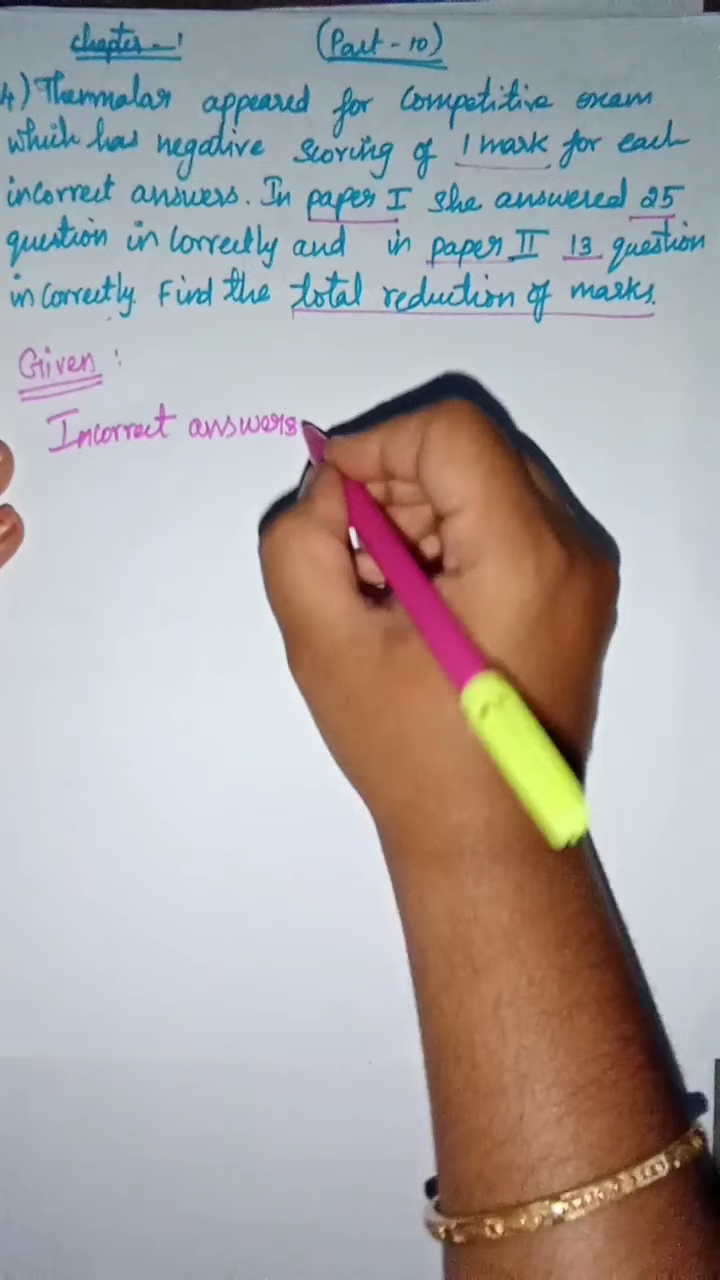 Chapter-1 (Part-10)
4) Thenmalar appeared for Competitive exam
which has negative scoring of 1 mark for each
incorrect answers. In paper I she answered 25
question incorrectly and in paper II 13 question
incorrectly. Find the total reduction of marks.
Given:
Incorrect answers